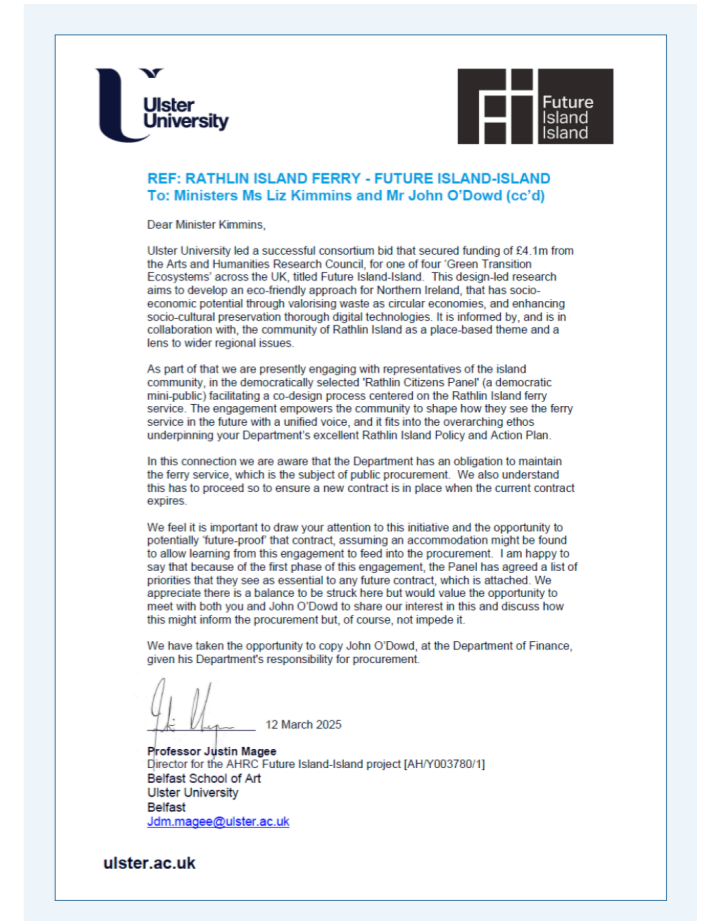 Ulster
University
Future
Island
Island
REF: RATHLIN ISLAND FERRY - FUTURE ISLAND-ISLAND
To: Ministers Ms Liz Kimmins and Mr John O'Dowd (cc'd)
Dear Minister Kimmins,
Ulster University led a successful consortium bid that secured funding of £4.1m from
the Arts and Humanities Research Council, for one of four 'Green Transition
Ecosystems' across the UK, titled Future Island-Island. This design-led research
aims to develop an eco-friendly approach for Northern Ireland, that has socio-
economic potential through valorising waste as circular economies, and enhancing
socio-cultural preservation thorough digital technologies. It is informed by, and is in
collaboration with, the community of Rathlin Island as a place-based theme and a
lens to wider regional issues.
As part of that we are presently engaging with representatives of the island
community, in the democratically selected 'Rathlin Citizens Panel' (a democratic
mini-public) facilitating a co-design process centered on the Rathlin Island ferry
service. The engagement empowers the community to shape how they see the ferry
service in the future with a unified voice, and it fits into the overarching ethos
underpinning your Department's excellent Rathlin Island Policy and Action Plan.
In this connection we are aware that the Department has an obligation to maintain
the ferry service, which is the subject of public procurement. We also understand
this has to proceed so to ensure a new contract is in place when the current contract
expires.
We feel it is important to draw your attention to this initiative and the opportunity to
potentially 'future-proof' that contract, assuming an accommodation might be found
to allow learning from this engagement to feed into the procurement. I am happy to
say that because of the first phase of this engagement, the Panel has agreed a list of
priorities that they see as essential to any future contract, which is attached. We
appreciate there is a balance to be struck here but would value the opportunity to
meet with both you and John O'Dowd to share our interest in this and discuss how
this might inform the procurement but, of course, not impede it.
We have taken the opportunity to copy John O'Dowd, at the Department of Finance,
given his Department's responsibility for procurement.
12 March 2025
Professor Justin Magee
Director for the AHRC Future Island-Island project [AH/Y003780/1]
Belfast School of Art
Ulster University
Belfast
Jdm.magee@ulster.ac.uk
ulster.ac.uk